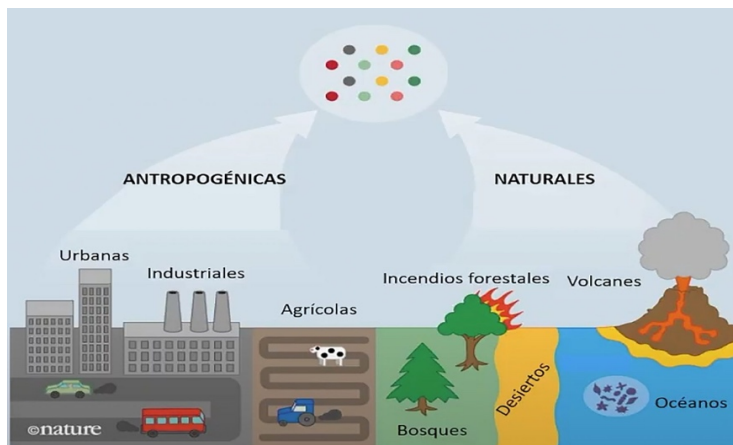 ANTROPOGÉNICAS
NATURALES
Urbanas
Industriales
Agrícolas
Incendios forestales
Volcanes
Desiertos
Océanos
Bosques
©nature